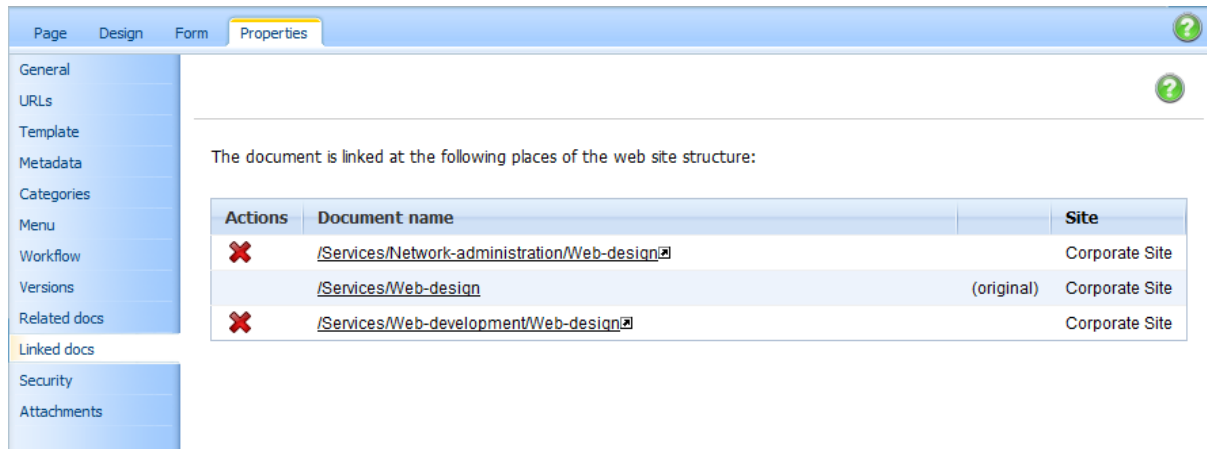 Page Design Form Properties
General
URLs
Template
Metadata
Categories
Menu
Workflow
Versions
Related docs
Linked docs
Security
Attachments
The document is linked at the following places of the web site structure:
Actions Document name Site
/Services/Network-administration/Web-design Corporate Site
/Services/Web-design (original) Corporate Site
/Services/Web-development/Web-design Corporate Site